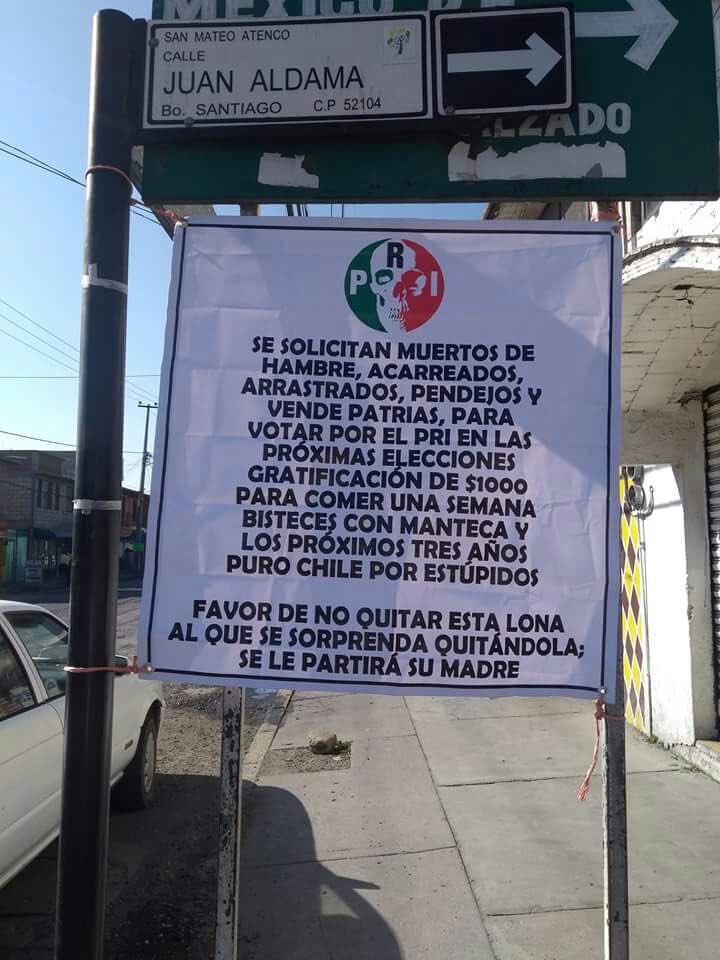 MEXICO D.F.
SAN MATEO ATENCO
CALLE
JUAN ALDAMA
Bo. SANTIAGO C.P 52104
LZADO
PRI
SE SOLICITAN MUERTOS DE
HAMBRE, ACARREADOS,
ARRASTRADOS, PENDEJOS Y
VENDE PATRIAS, PARA
VOTAR POR EL PRI EN LAS
PRÓXIMAS ELECCIONES
GRATIFICACIÓN DE $1000
PARA COMER UNA SEMANA
BISTECES CON MANTECA Y
LOS PRÓXIMOS TRES AÑOS
PURO CHILE POR ESTÚPIDOS
FAVOR DE NO QUITAR ESTA LONA
AL QUE SE SORPRENDA QUITÁNDOLA;
SE LE PARTIRÁ SU MADRE